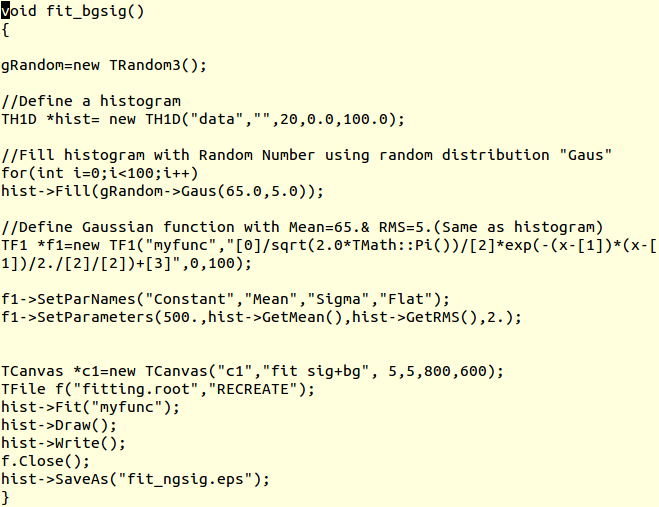 void fit_bgsig()
{
gRandom=new TRandom3();
//Define a histogram
TH1D *hist= new TH1D("data","",20,0.0,100.0);
//Fill histogram with Random Number using random distribution "Gaus"
for(int i=0;i<100;i++)
hist->Fill(gRandom->Gaus(65.0,5.0));
//Define Gaussian function with Mean=65.& RMS=5.(Same as histogram)
TF1 *f1=new TF1("myfunc","[0]/sqrt(2.0*TMath::Pi())/[2]*exp(-(x-[1])*(x-[
1])/2./[2]/[2])+[3]",0,100);
f1->SetParNames("Constant","Mean","Sigma","Flat");
f1->SetParameters(500.,hist->GetMean(),hist->GetRMS(),2.);
TCanvas *c1=new TCanvas("c1","fit sig+bg", 5,5,800,600);
TFile f("fitting.root","RECREATE");
hist->Fit("myfunc");
hist->Draw();
hist->Write();
f.Close();
hist->SaveAs("fit_ngsig.eps");
}